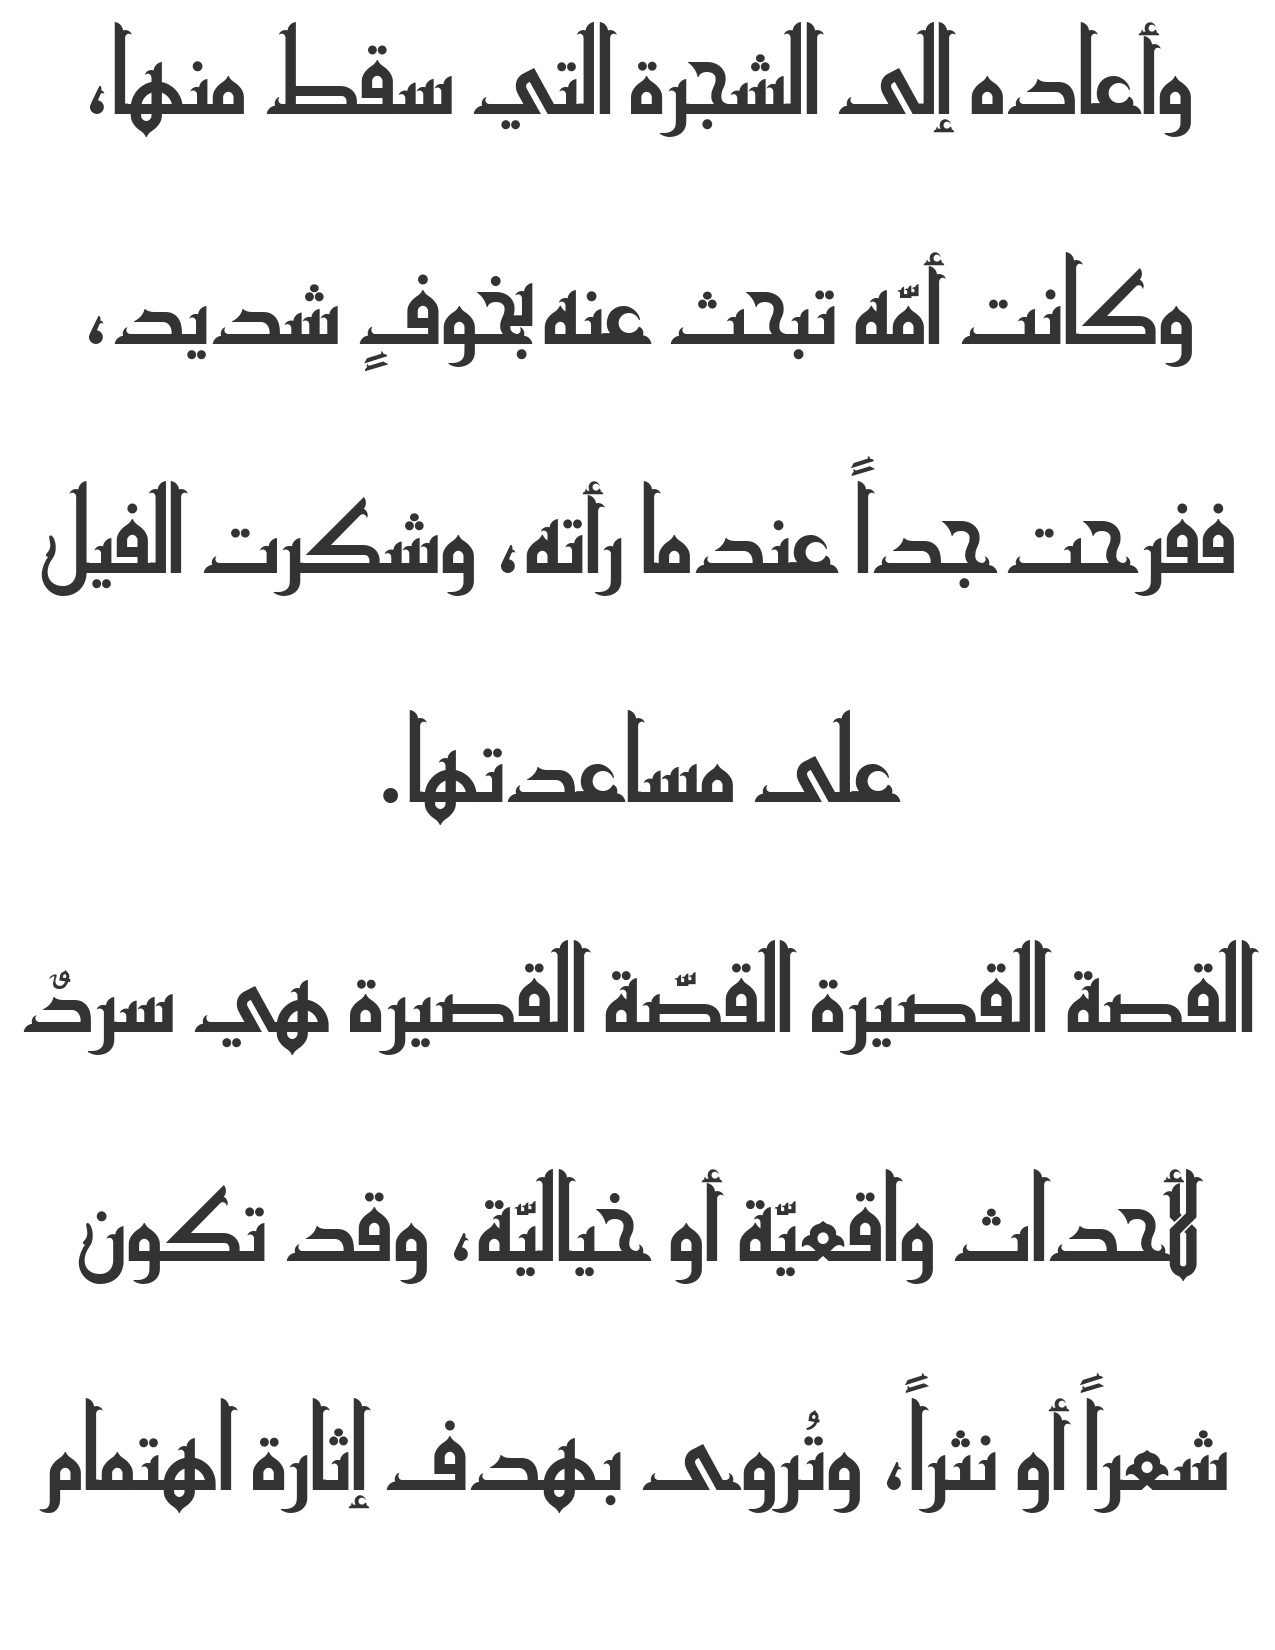 وأعاده إلى الشجرة التي سقط منها،
وكانت أمّه تبحث عنه بخوفٍ شديد،
ففرحت جداً عندما رأته، وشكرت الفيل
على مساعدتها.
القصة القصيرة القصّة القصيرة هي سردٌ
لأحداث واقعيّة أو خياليّة، وقد تكون
شعراً أو نثراً، وتُروى بهدف إثارة اهتمام